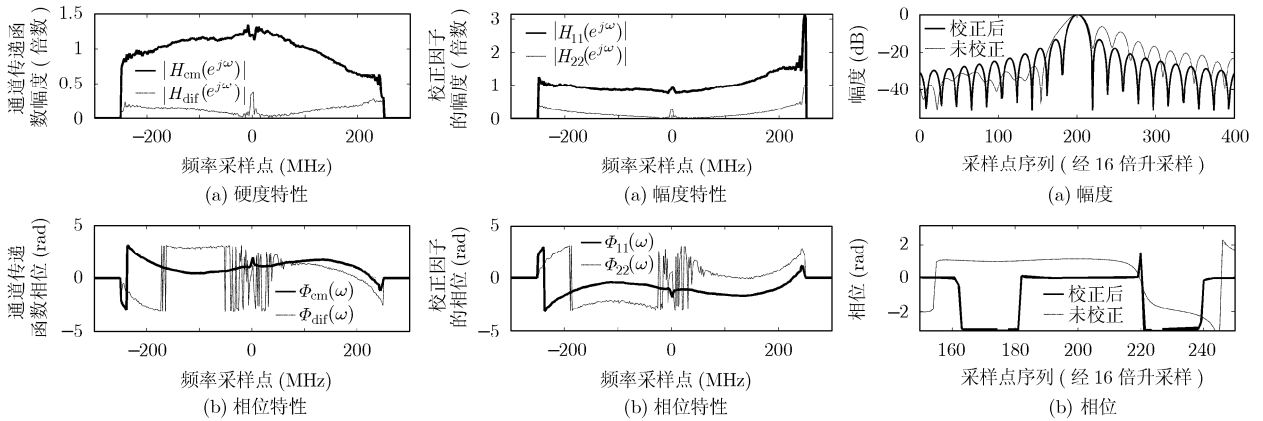 1.5
1
0.5
0
通道传递函
数幅度 ( 倍数)
|Hcm(e^jω)|
|Hdif(e^jω)|
−200 0 200
频率采样点 (MHz)
(a) 硬度特性
3
2
1
0
校正因子
的幅度 ( 倍数)
|H11(e^jω)|
|H22(e^jω)|
−200 0 200
频率采样点 (MHz)
(a) 幅度特性
0
−20
−40
幅度 (dB)
校正后
未校正
0 100 200 300 400
采样点序列 ( 经 16 倍升采样)
(a) 幅度
5
0
−5
通道传递
函数相位 (rad)
Φcm(ω)
Φdif(ω)
−200 0 200
频率采样点 (MHz)
(b) 相位特性
5
0
−5
校正因子
的相位 (rad)
Φ11(ω)
Φ22(ω)
−200 0 200
频率采样点 (MHz)
(b) 相位特性
2
0
−2
相位 (rad)
校正后
未校正
160 180 200 220 240
采样点序列 ( 经16 倍升采样)
(b) 相位